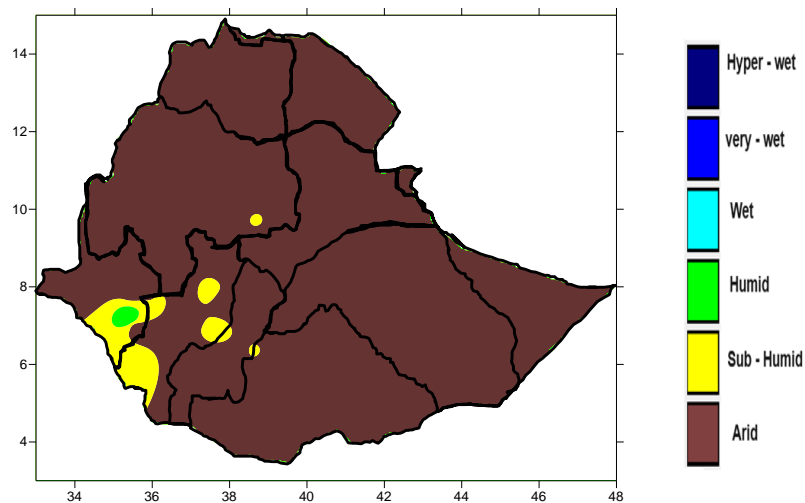 14
12
10
8
6
4
34 36 38 40 42 44 46 48
Hyper - wet
very - wet
Wet
Humid
Sub - Humid
Arid